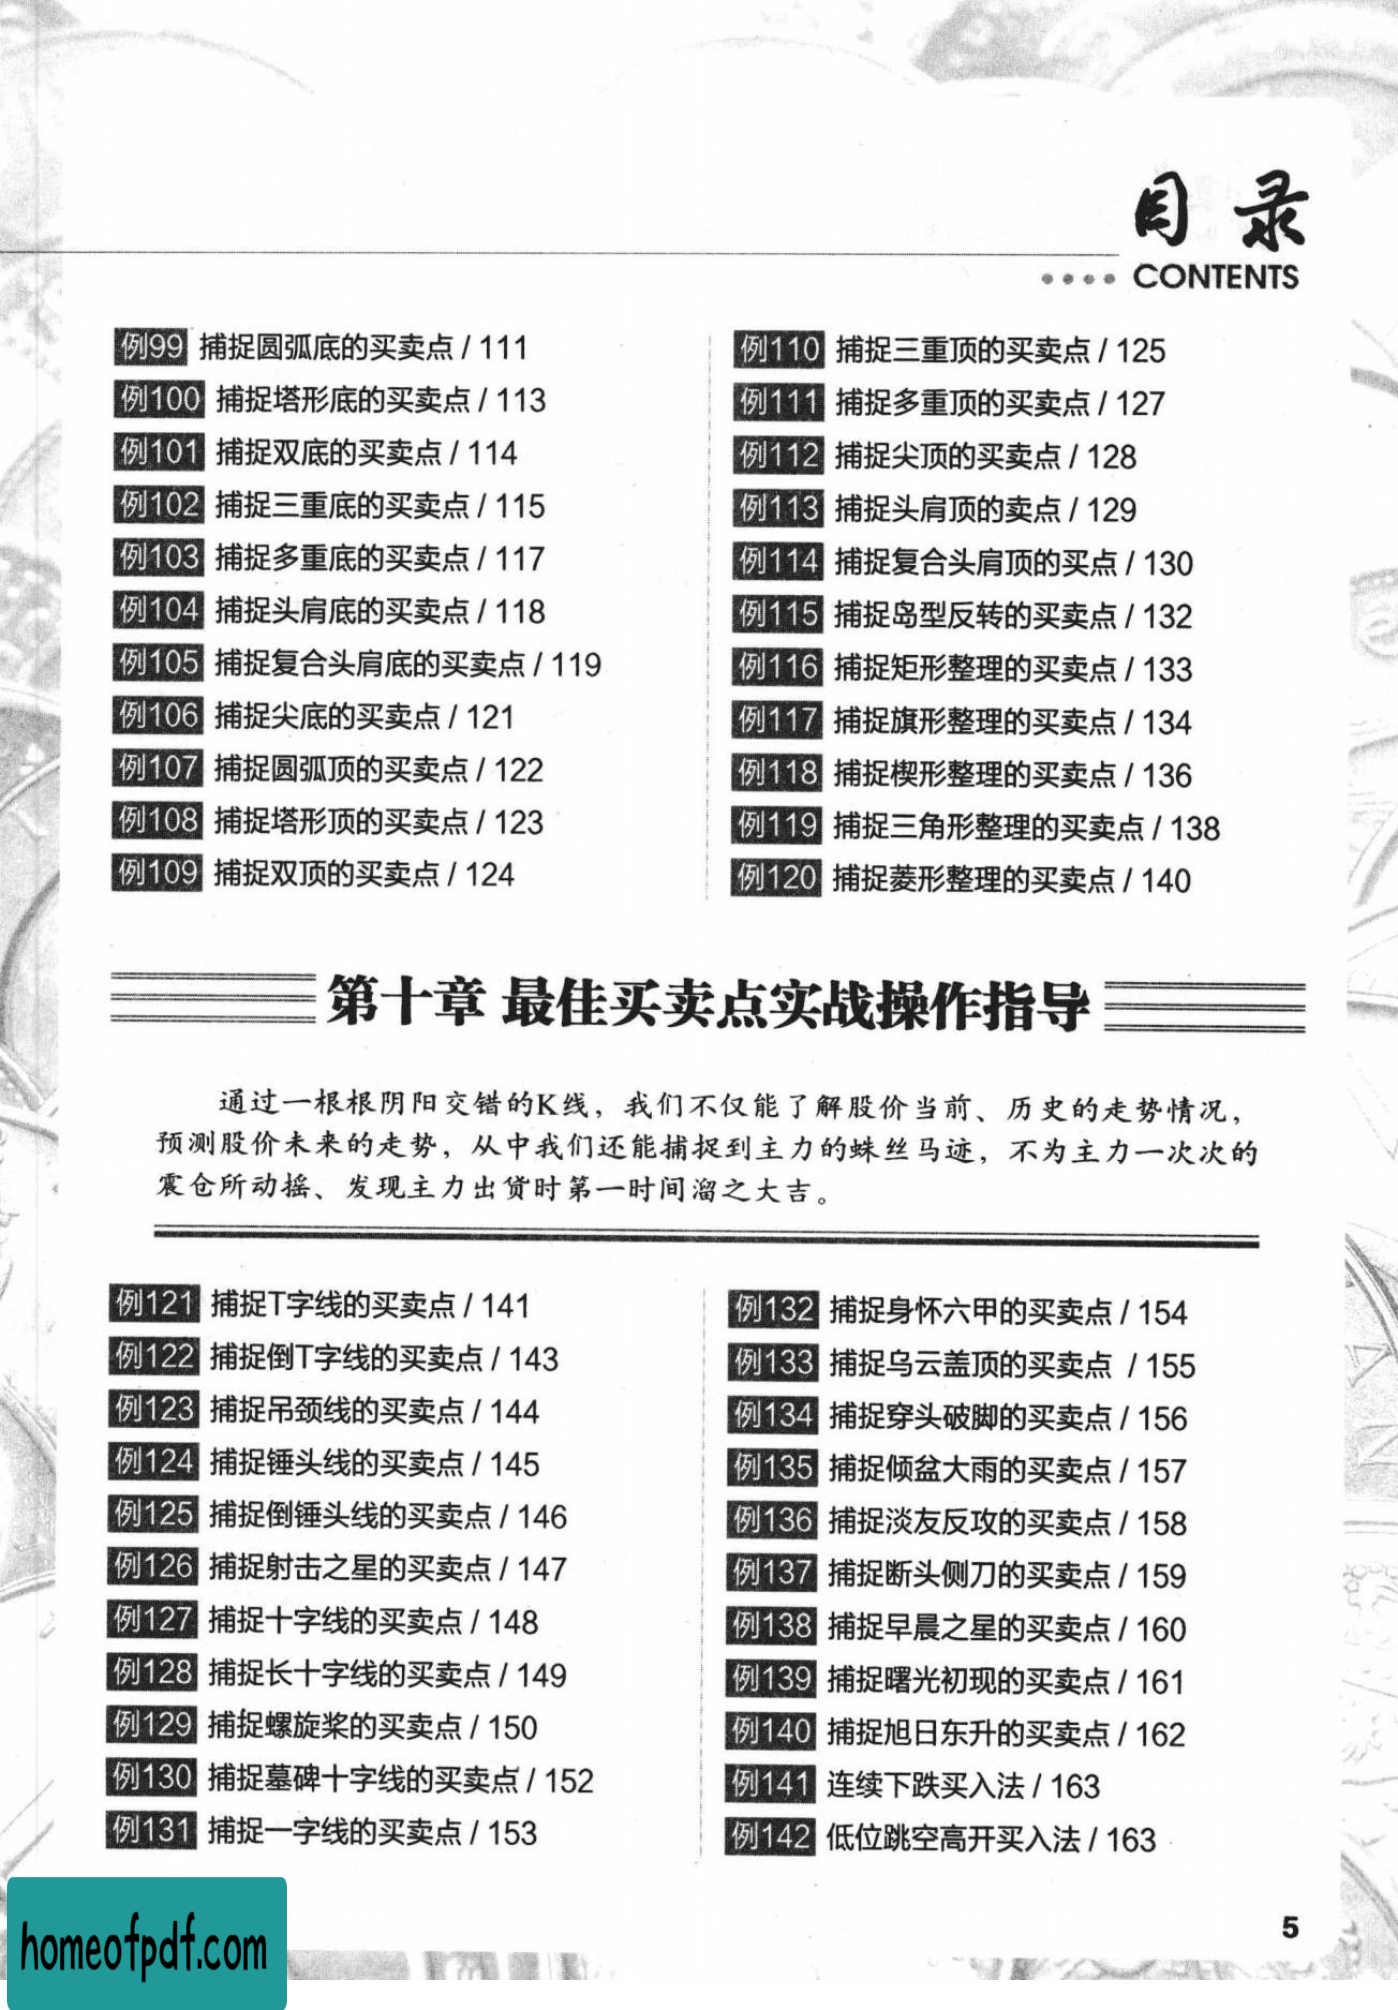 目 录
CONTENTS
例99 捕捉圆弧底的买卖点 / 111
例100 捕捉塔形底的买卖点 / 113
例101 捕捉双底的买卖点 / 114
例102 捕捉三重底的买卖点 / 115
例103 捕捉多重底的买卖点 / 117
例104 捕捉头肩底的买卖点 / 118
例105 捕捉复合头肩底的买卖点 / 119
例106 捕捉尖底的买卖点 / 121
例107 捕捉圆弧顶的买卖点 / 122
例108 捕捉塔形顶的买卖点 / 123
例109 捕捉双顶的买卖点 / 124
例110 捕捉三重顶的买卖点 / 125
例111 捕捉多重顶的买卖点 / 127
例112 捕捉尖顶的买卖点 / 128
例113 捕捉头肩顶的卖点 / 129
例114 捕捉复合头肩顶的买点 / 130
例115 捕捉岛型反转的买卖点 / 132
例116 捕捉矩形整理的买卖点 / 133
例117 捕捉旗形整理的买卖点 / 134
例118 捕捉楔形整理的买卖点 / 136
例119 捕捉三角形整理的买卖点 / 138
例120 捕捉菱形整理的买卖点 / 140
第十章 最佳买卖点实战操作指导
通过一根根阴阳交错的K线，我们不仅能了解股价当前、历史的走势情况，
预测股价未来的走势，从中我们还能捕捉到主力的蛛丝马迹，不为主力一次次的
震仓所动摇、发现主力出货时第一时间溜之大吉。
例121 捕捉T字线的买卖点 / 141
例122 捕捉倒T字线的买卖点 / 143
例123 捕捉吊颈线的买卖点 / 144
例124 捕捉锤头线的买卖点 / 145
例125 捕捉倒锤头线的买卖点 / 146
例126 捕捉射击之星的买卖点 / 147
例127 捕捉十字线的买卖点 / 148
例128 捕捉长十字线的买卖点 / 149
例129 捕捉螺旋桨的买卖点 / 150
例130 捕捉墓碑十字线的买卖点 / 152
例131 捕捉一字线的买卖点 / 153
例132 捕捉身怀六甲的买卖点 / 154
例133 捕捉乌云盖顶的买卖点 / 155
例134 捕捉穿头破脚的买卖点 / 156
例135 捕捉倾盆大雨的买卖点 / 157
例136 捕捉淡友反攻的买卖点 / 158
例137 捕捉断头侧刀的买卖点 / 159
例138 捕捉早晨之星的买卖点 / 160
例139 捕捉曙光初现的买卖点 / 161
例140 捕捉旭日东升的买卖点 / 162
例141 连续下跌买入法 / 163
例142 低位跳空高开买入法 / 163
5
homeofpdf.com